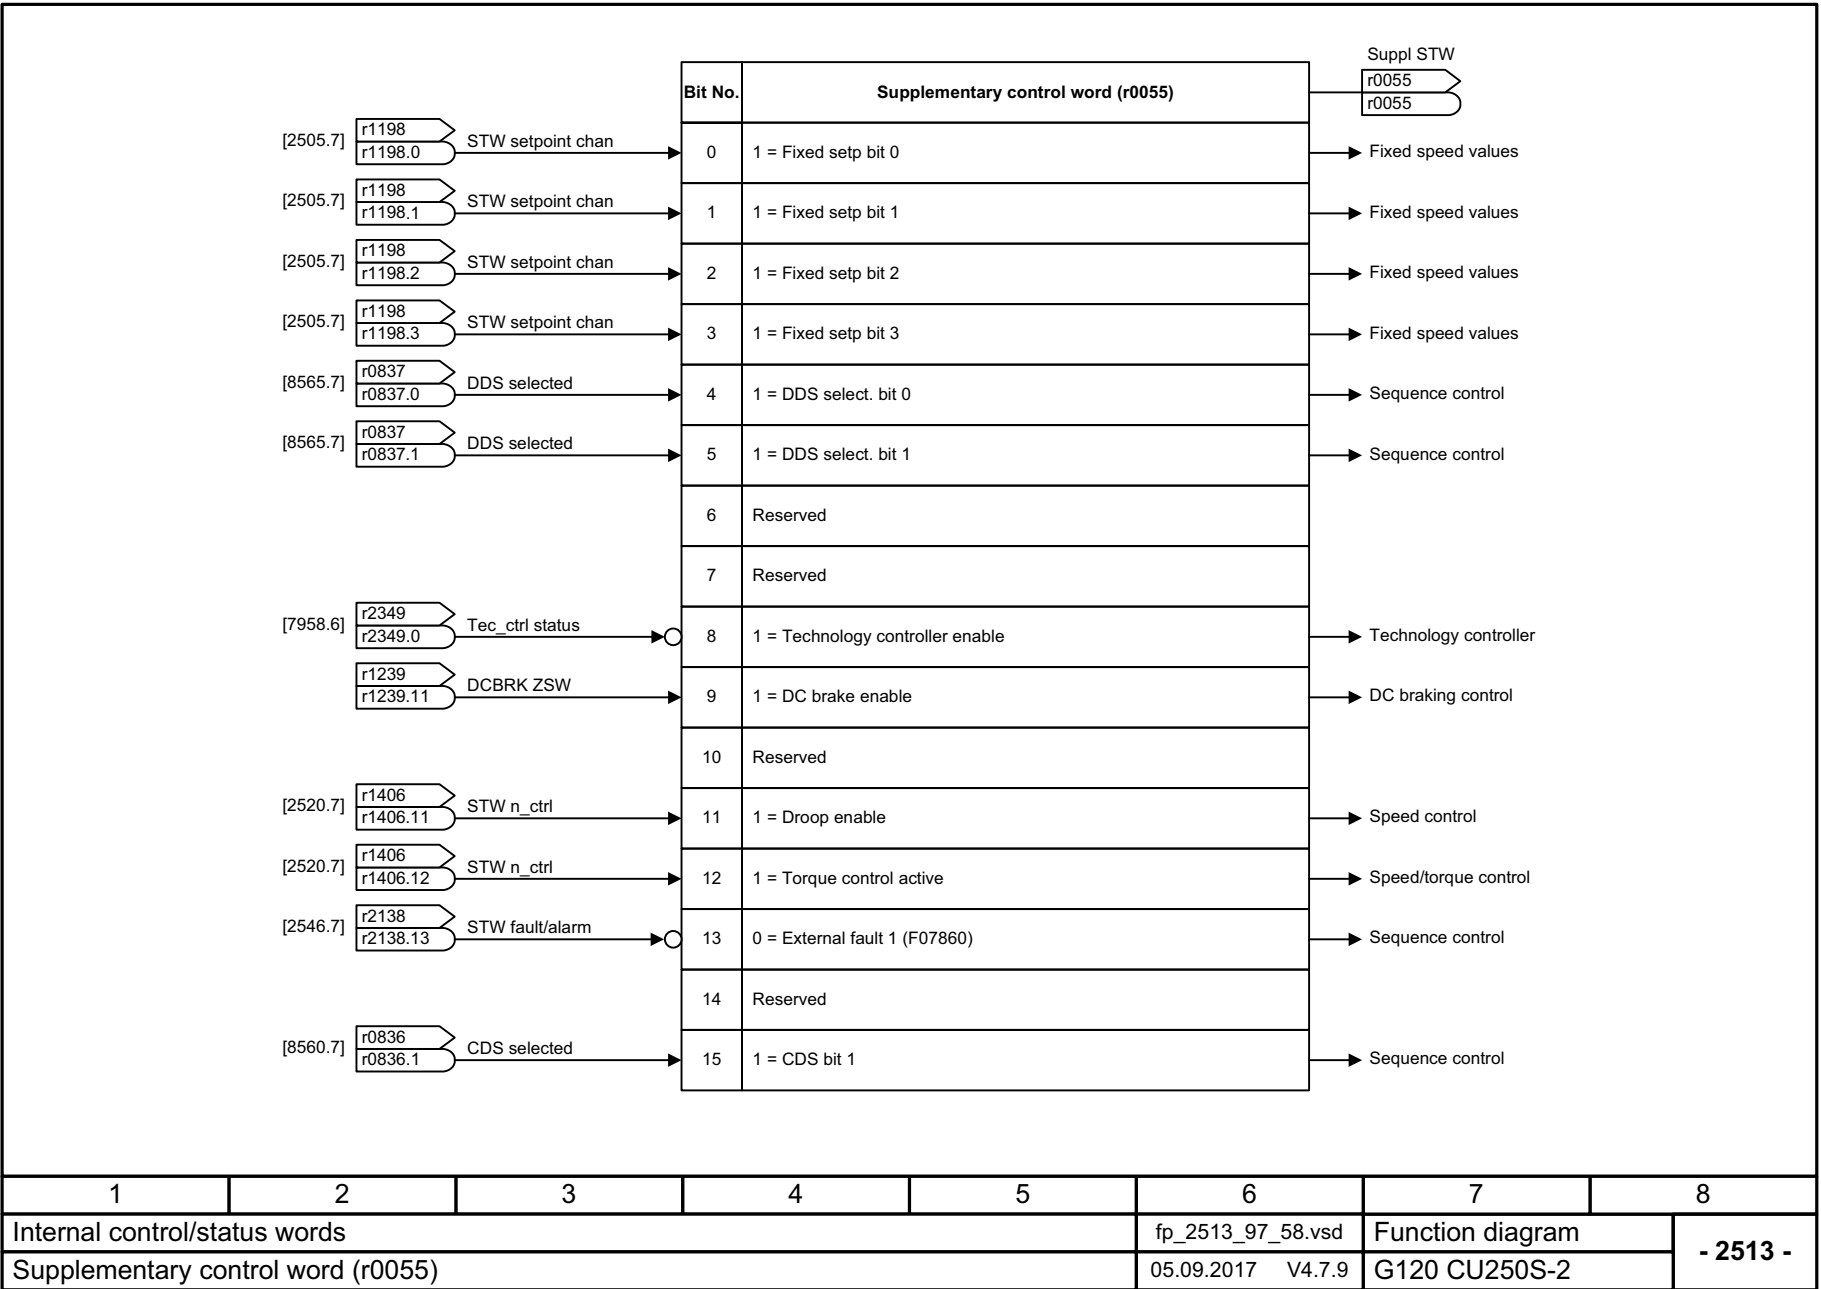 Suppl STW
Bit No. Supplementary control word (r0055) r0055
r0055
[2505.7] r1198 STW setpoint chan
r1198.0 0 1 = Fixed setp bit 0 Fixed speed values
[2505.7] r1198 STW setpoint chan
r1198.1 1 1 = Fixed setp bit 1 Fixed speed values
[2505.7] r1198 STW setpoint chan
r1198.2 2 1 = Fixed setp bit 2 Fixed speed values
[2505.7] r1198 STW setpoint chan
r1198.3 3 1 = Fixed setp bit 3 Fixed speed values
[8565.7] r0837 DDS selected
r0837.0 4 1 = DDS select. bit 0 Sequence control
[8565.7] r0837 DDS selected
r0837.1 5 1 = DDS select. bit 1 Sequence control
6 Reserved
7 Reserved
[7958.6] r2349 Tec_ctrl status
r2349.0 8 1 = Technology controller enable Technology controller
r1239 DCBRK ZSW
r1239.11 9 1 = DC brake enable DC braking control
10 Reserved
[2520.7] r1406 STW n_ctrl
r1406.11 11 1 = Droop enable Speed control
[2520.7] r1406 STW n_ctrl
r1406.12 12 1 = Torque control active Speed/torque control
[2546.7] r2138 STW fault/alarm
r2138.13 13 0 = External fault 1 (F07860) Sequence control
14 Reserved
[8560.7] r0836 CDS selected
r0836.1 15 1 = CDS bit 1 Sequence control
1 2 3 4 5 6 7 8
Internal control/status words fp_2513_97_58.vsd Function diagram
- 2513 -
Supplementary control word (r0055) 05.09.2017 V4.7.9 G120 CU250S-2